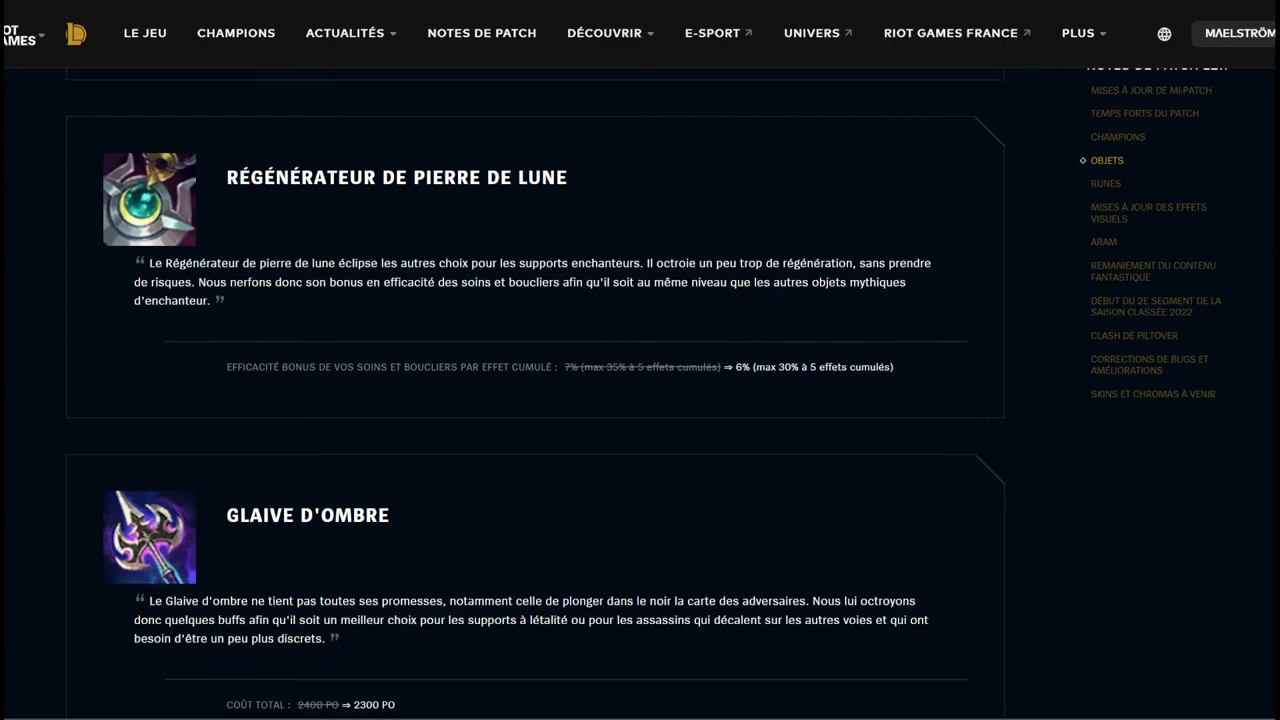 LE JEU CHAMPIONS ACTUALITÉS NOTES DE PATCH DÉCOUVRIR E-SPORT UNIVERS RIOT GAMES FRANCE PLUS
RÉGÉNÉRATEUR DE PIERRE DE LUNE
“ Le Régénérateur de pierre de lune éclipse les autres choix pour les supports enchanteurs. Il octroie un peu trop de régénération, sans prendre
de risques. Nous nerfons donc son bonus en efficacité des soins et boucliers afin qu'il soit au même niveau que les autres objets mythiques
d'enchanteur. ”
EFFICACITÉ BONUS DE VOS SOINS ET BOUCLIERS PAR EFFET CUMULÉ : 7% (max 35% à 5 effets cumulés) ⇒ 6% (max 30% à 5 effets cumulés)
GLAIVE D'OMBRE
“ Le Glaive d'ombre ne tient pas toutes ses promesses, notamment celle de plonger dans le noir la carte des adversaires. Nous lui octroyons
donc quelques buffs afin qu'il soit un meilleur choix pour les supports à létalité ou pour les assassins qui décalent sur les autres voies et qui ont
besoin d'être un peu plus discrets. ”
COÛT TOTAL : 2400 PO ⇒ 2300 PO
MISES À JOUR DE MI-PATCH
TEMPS FORTS DU PATCH
CHAMPIONS
OBJETS
RUNES
MISES À JOUR DES EFFETS
VISUELS
ARAM
REMANIEMENT DU CONTENU
FANTASTIQUE
DÉBUT DU 2E SEGMENT DE LA
SAISON CLASSÉE 2022
CLASH DE PILTOVER
CORRECTIONS DE BUGS ET
AMÉLIORATIONS
SKINS ET CHROMAS À VENIR